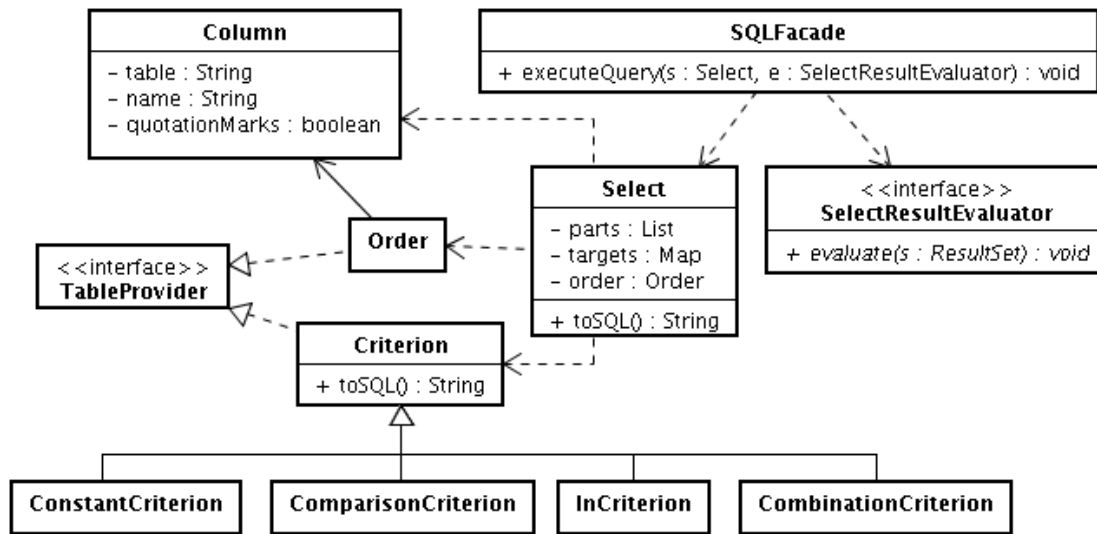 Column
– table : String
– name : String
– quotationMarks : boolean
SQLFacade
+ executeQuery(s : Select, e : SelectResultEvaluator) : void
Select
– parts : List
– targets : Map
– order : Order
+ toSQL() : String
< <interface> >
SelectResultEvaluator
+ evaluate(s : ResultSet) : void
Order
< <interface> >
TableProvider
Criterion
+ toSQL() : String
ConstantCriterion
ComparisonCriterion
InCriterion
CombinationCriterion